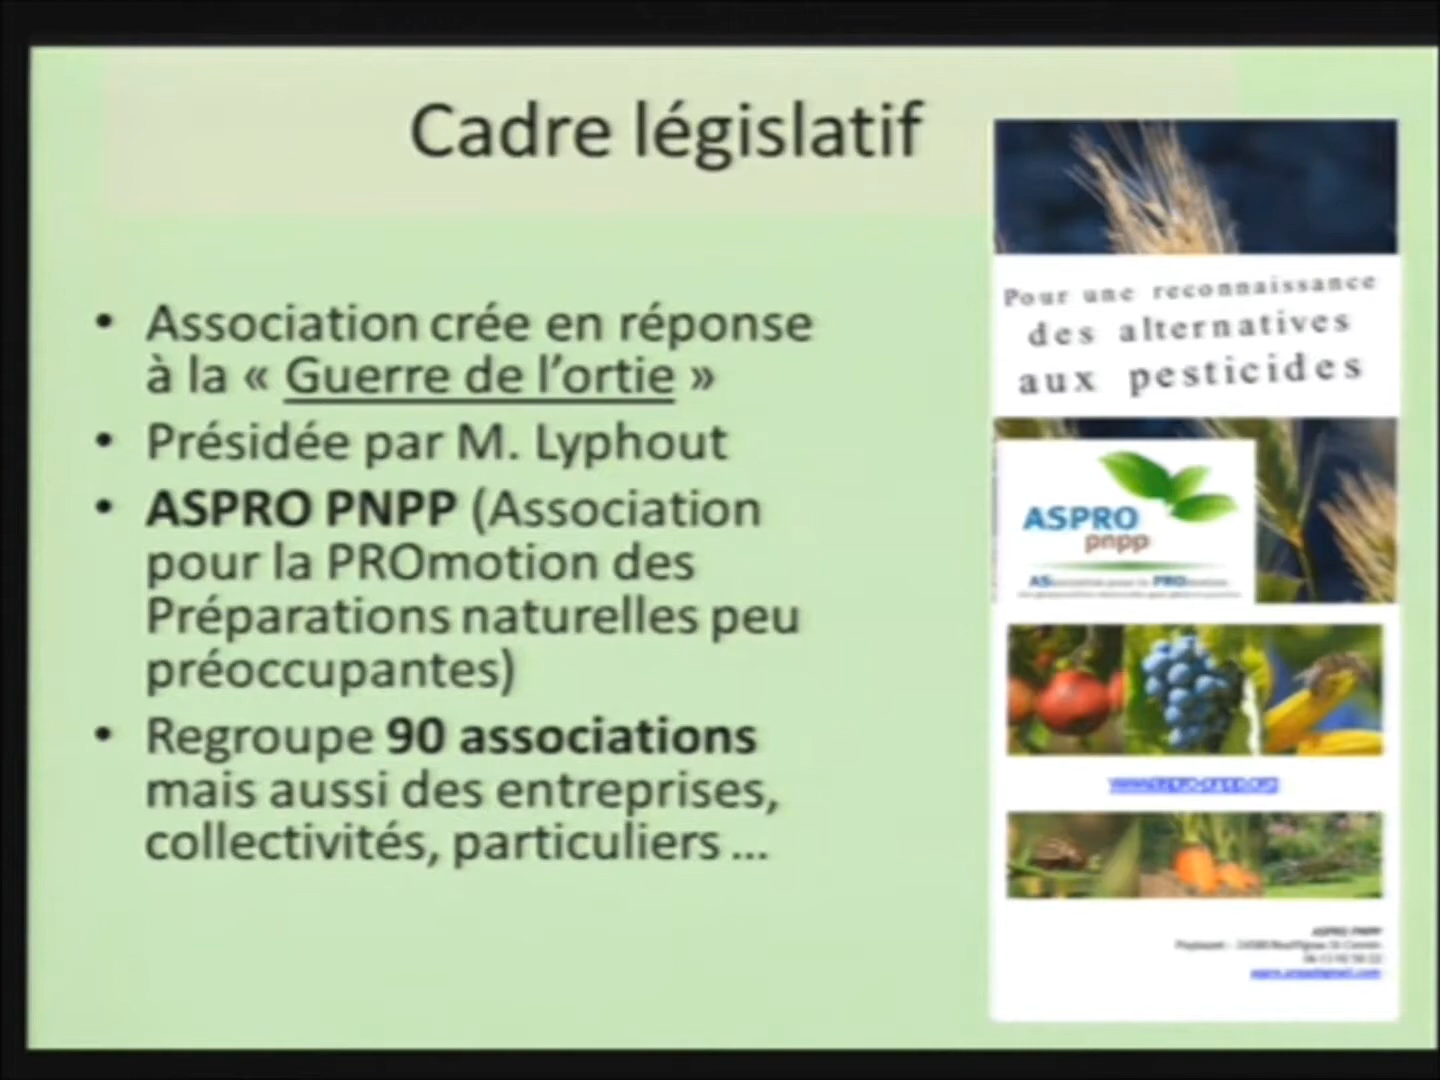 Cadre législatif
• Association crée en réponse
à la « Guerre de l'ortie »
• Présidée par M. Lyphout
• ASPRO PNPP (Association
pour la PROmotion des
Préparations naturelles peu
préoccupantes)
• Regroupe 90 associations
mais aussi des entreprises,
collectivités, particuliers ...
Pour une reconnaissance
des alternatives
aux pesticides
ASPRO
pnpp
ASPRO PNPP